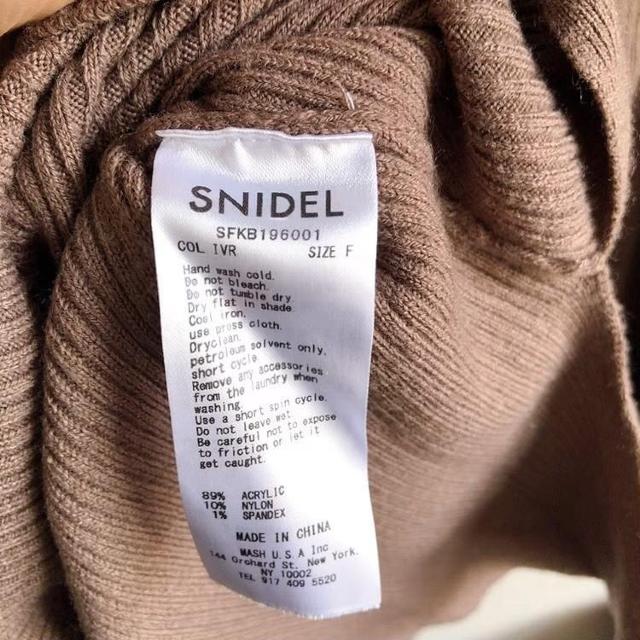 SNIDEL
SFKB196001
COL IVR SIZE F
Hand wash cold.
Do not bleach.
Do not tumble dry
Dry flat in shade
Cool iron.
use press cloth.
Dryclean,
petroleum solvent only,
short cycle
Remove any accessories
from the laundry when
washing.
Use a short spin cycle.
Do not leave wet
Be careful not to expose
to friction or let it
get caught.
89% ACRYLIC
10% NYLON
1% SPANDEX
MADE IN CHINA
MASH U.S.A Inc
144 Orchard St. New York.
NY 10002
TEL 917 409 5520